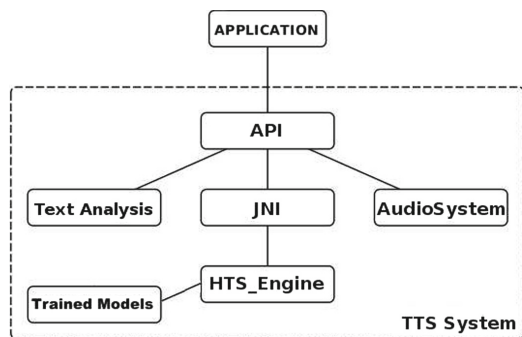 APPLICATION
API
Text Analysis
JNI
AudioSystem
HTS_Engine
Trained Models
TTS System